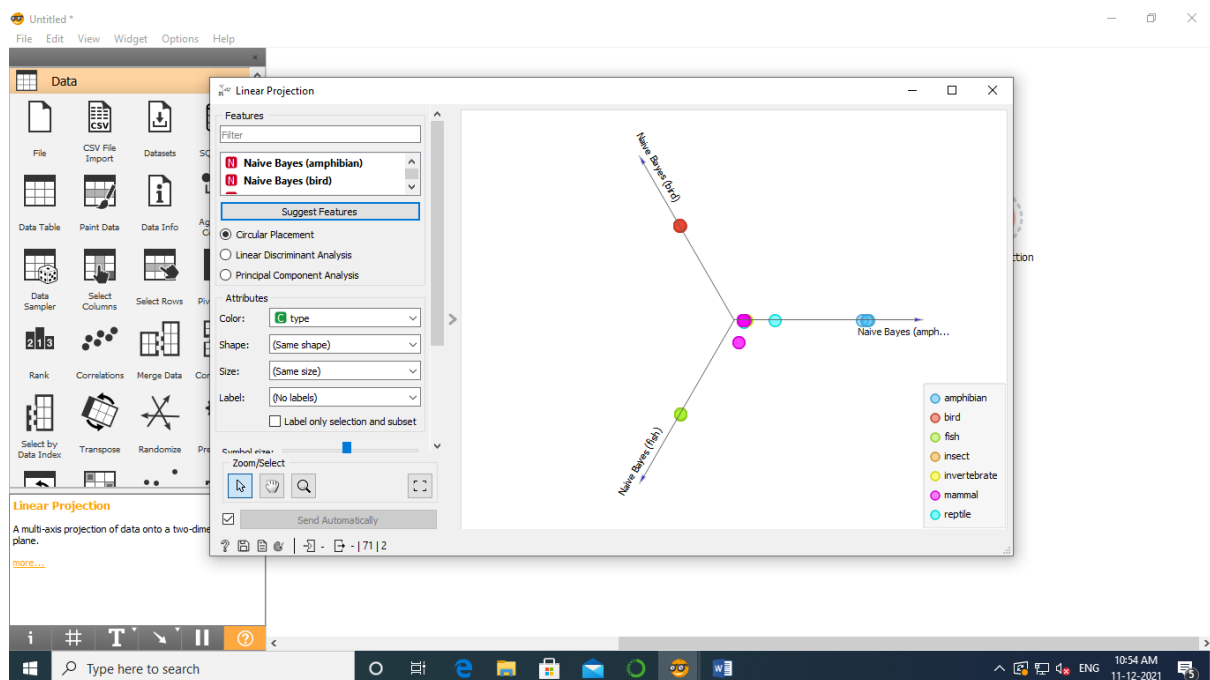 Untitled *
File Edit View Widget Options Help
Data
File
CSV File
Import
Datasets
Data Table
Paint Data
Data Info
Data
Sampler
Select
Columns
Select Rows
Rank
Correlations
Merge Data
Select by
Data Index
Transpose
Randomize
Linear Projection
A multi-axis projection of data onto a two-dime
plane.
more...
Linear Projection
Features
Filter
N Naive Bayes (amphibian)
N Naive Bayes (bird)
Suggest Features
Circular Placement
Linear Discriminant Analysis
Principal Component Analysis
Attributes
Color: C type
Shape: (Same shape)
Size: (Same size)
Label: (No labels)
Label only selection and subset
Symbol size:
Zoom/Select
Send Automatically
? - - | 71 | 2
Naive Bayes (bird)
Naive Bayes (amph...
Naive Bayes (fish)
amphibian
bird
fish
insect
invertebrate
mammal
reptile
ction
Type here to search
ENG
10:54 AM
11-12-2021
5